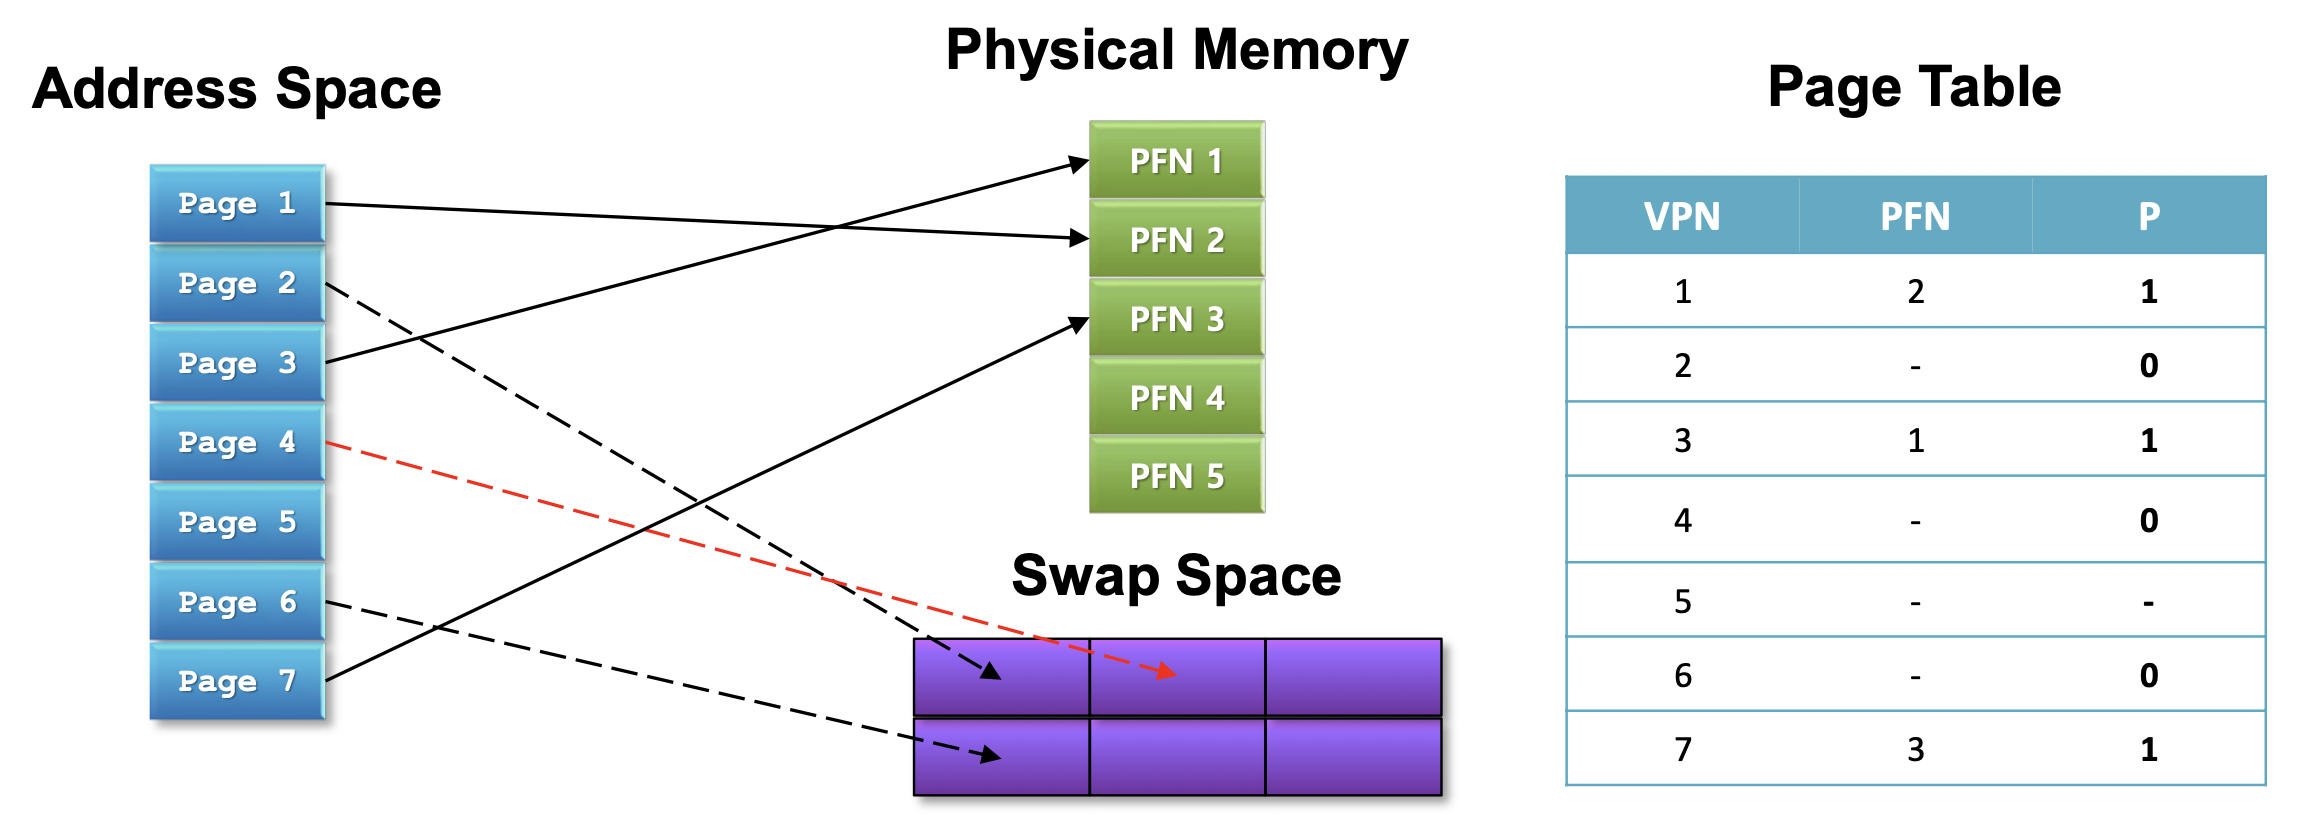 Address Space
Page 1
Page 2
Page 3
Page 4
Page 5
Page 6
Page 7
Physical Memory
PFN 1
PFN 2
PFN 3
PFN 4
PFN 5
Swap Space
Page Table
VPN PFN P
1 2 1
2 - 0
3 1 1
4 - 0
5 - -
6 - 0
7 3 1